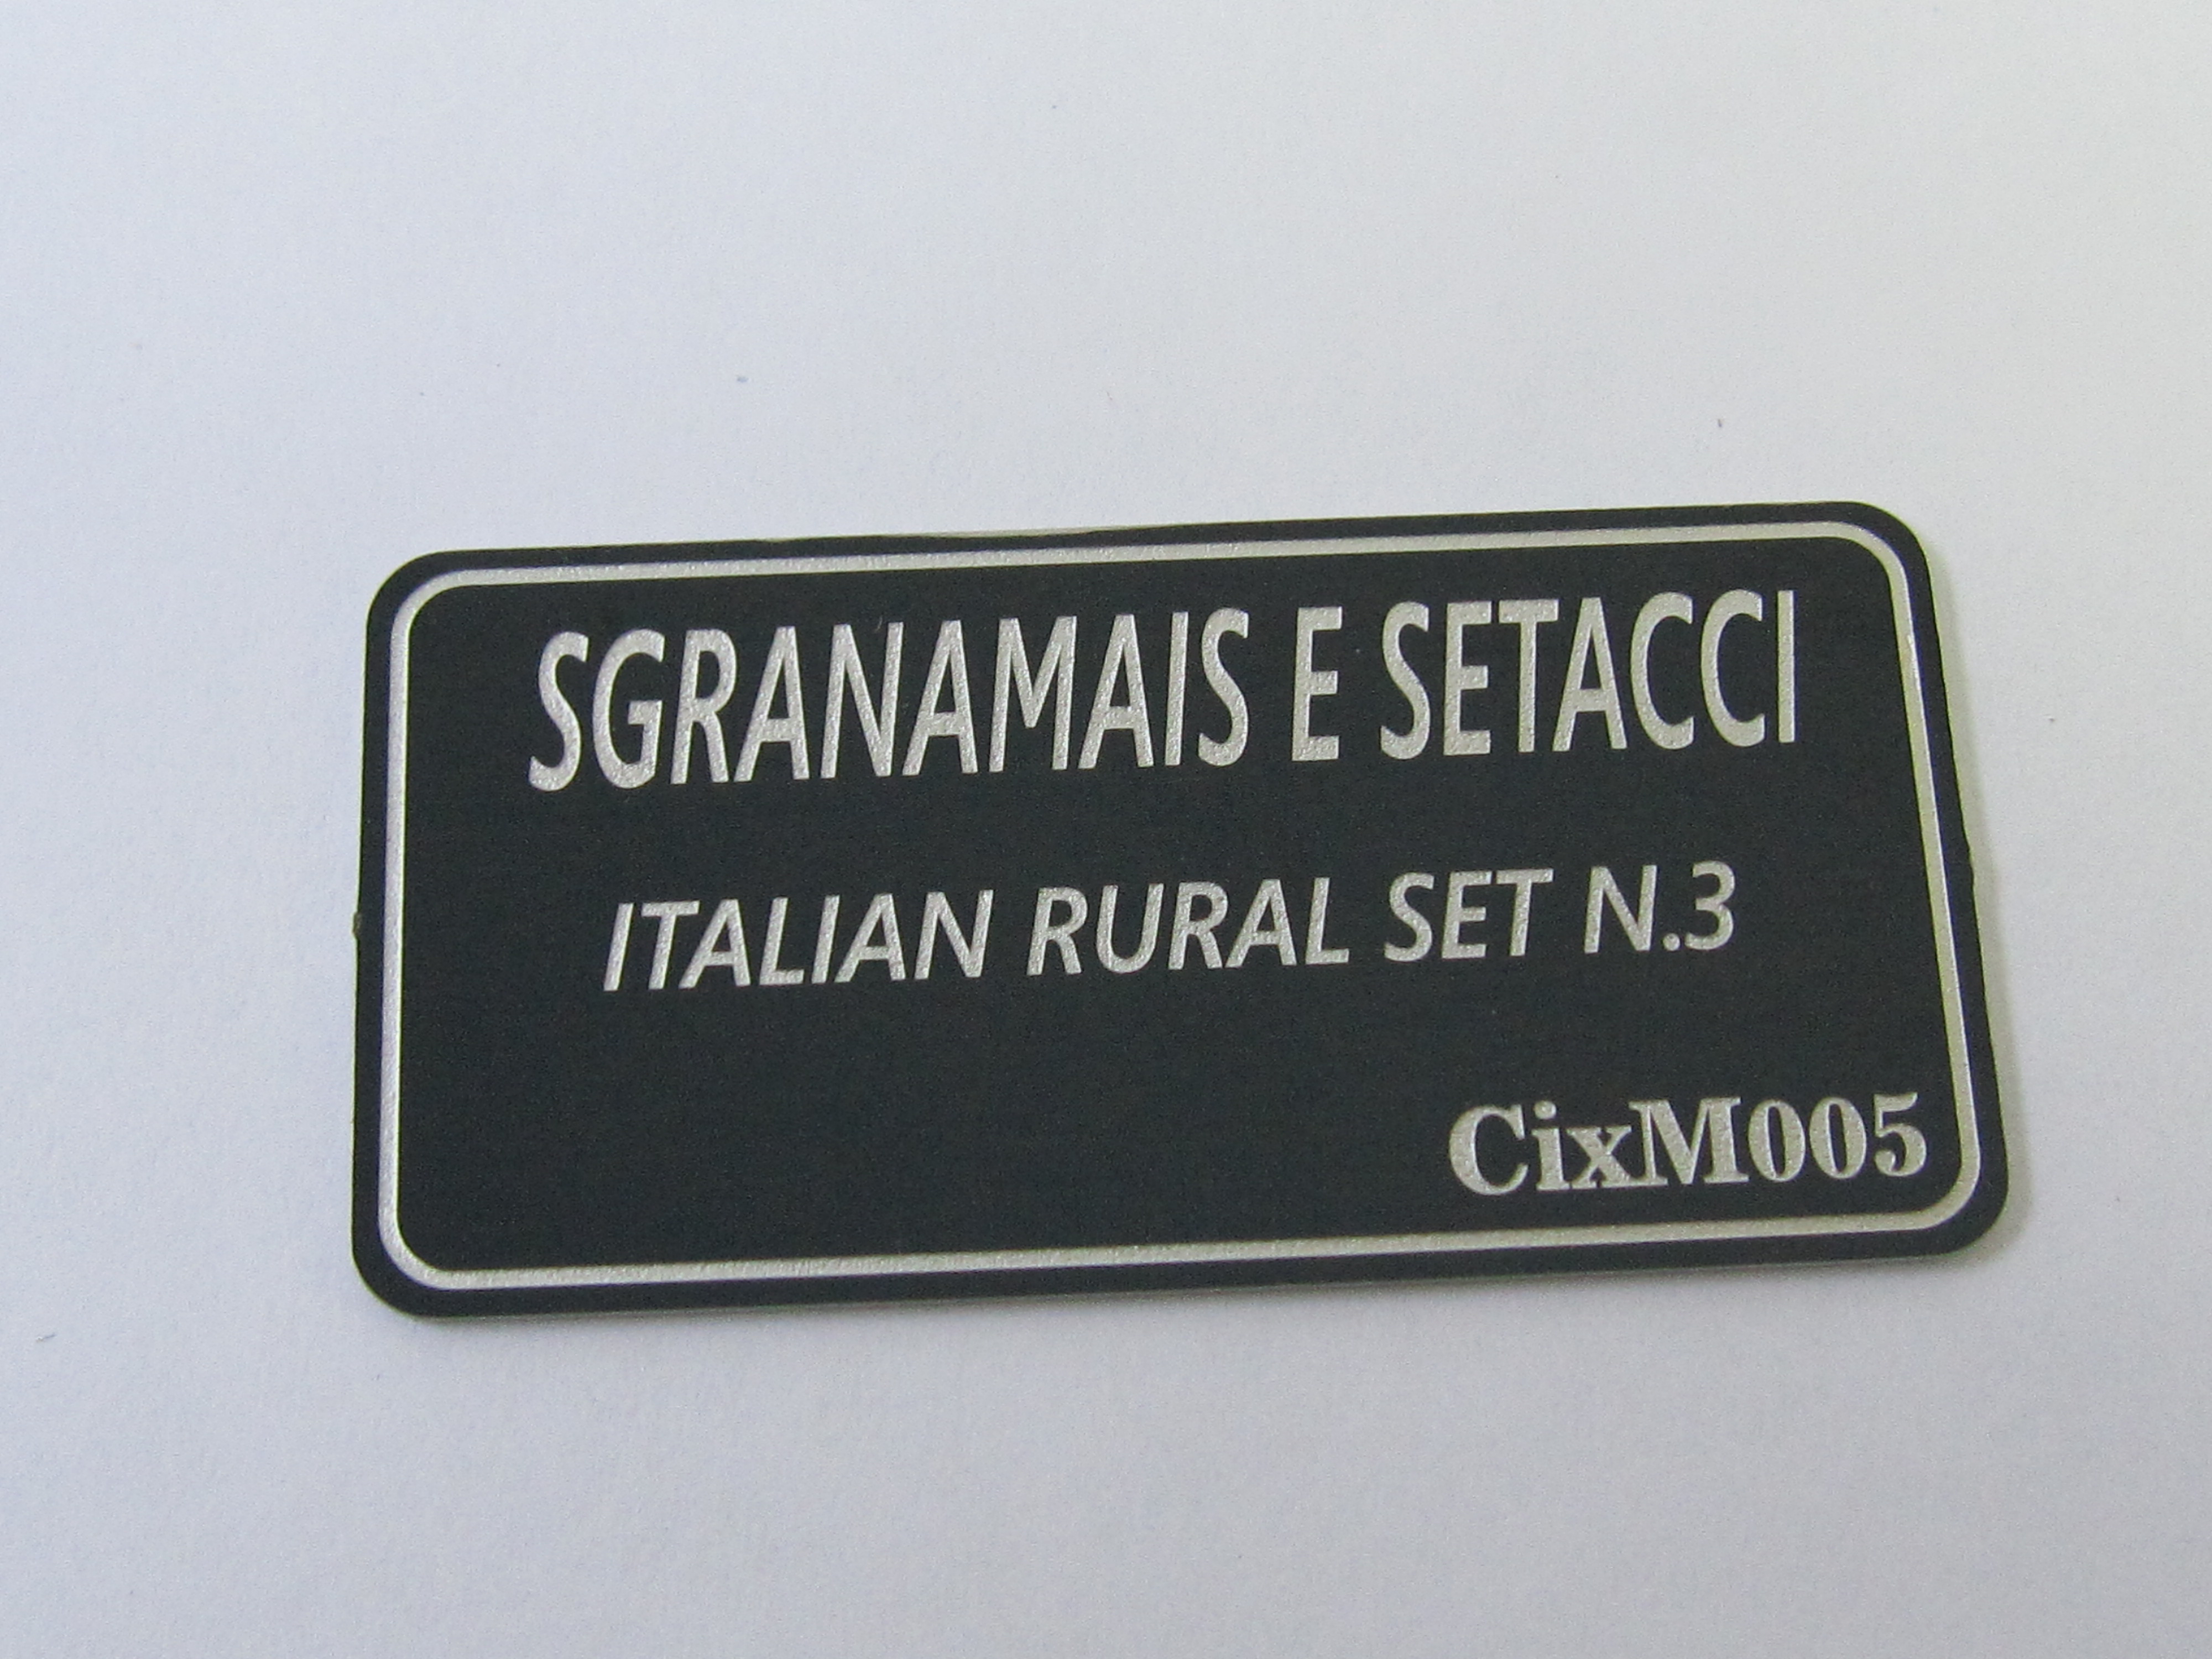 SGRANAMAIS E SETACCI
ITALIAN RURAL SET N.3
CixM005